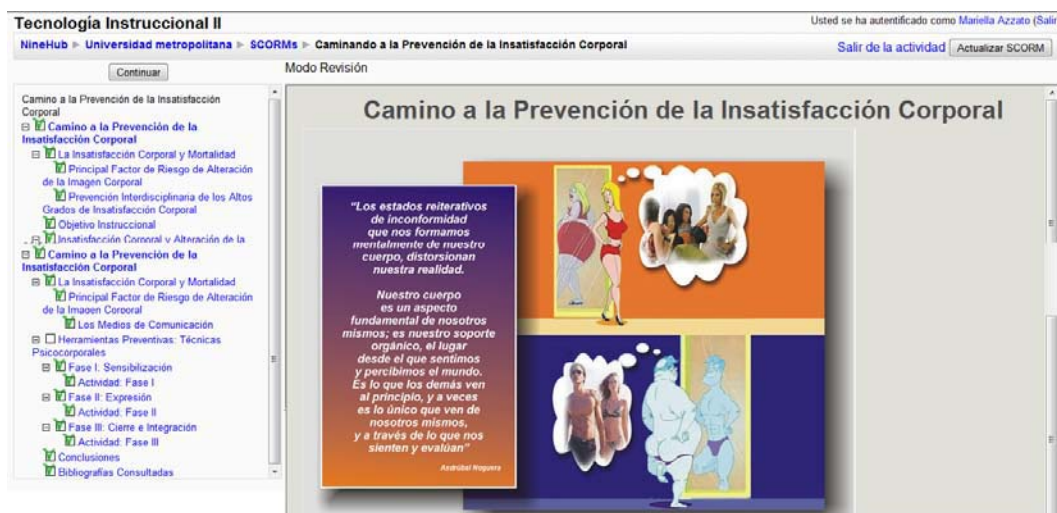 Tecnología Instruccional II
Usted se ha autentificado como Mariella Azzato (Salir
NineHub ► Universidad metropolitana ► SCORMs ► Caminando a la Prevención de la Insatisfacción Corporal
Salir de la actividad
Actualizar SCORM
Continuar
Modo Revisión
Camino a la Prevención de la Insatisfacción
Corporal
Camino a la Prevención de la
Insatisfacción Corporal
La Insatisfacción Corporal y Mortalidad
Principal Factor de Riesgo de Alteración
de la Imagen Corporal
Prevención Interdisciplinaria de los Altos
Grados de Insatisfacción Corporal
Objetivo Instruccional
Insatisfacción Corporal y Alteración de la
Camino a la Prevención de la
Insatisfacción Corporal
La Insatisfacción Corporal y Mortalidad
Principal Factor de Riesgo de Alteración
de la Imagen Corporal
Los Medios de Comunicación
Herramientas Preventivas: Técnicas
Psicocorporales
Fase I: Sensibilización
Actividad: Fase I
Fase II: Expresión
Actividad: Fase II
Fase III: Cierre e Integración
Actividad: Fase III
Conclusiones
Bibliografías Consultadas
Camino a la Prevención de la Insatisfacción Corporal
"Los estados reiterativos
de inconformidad
que nos formamos
mentalmente de nuestro
cuerpo, distorsionan
nuestra realidad.
Nuestro cuerpo
es un aspecto
fundamental de nosotros
mismos; es nuestro soporte
orgánico, el lugar
desde el que sentimos
y percibimos el mundo.
Es lo que los demás ven
al principio, y a veces
es lo único que ven de
nosotros mismos,
y a través de lo que nos
sienten y evalúan"
Asdrúbal Noguera